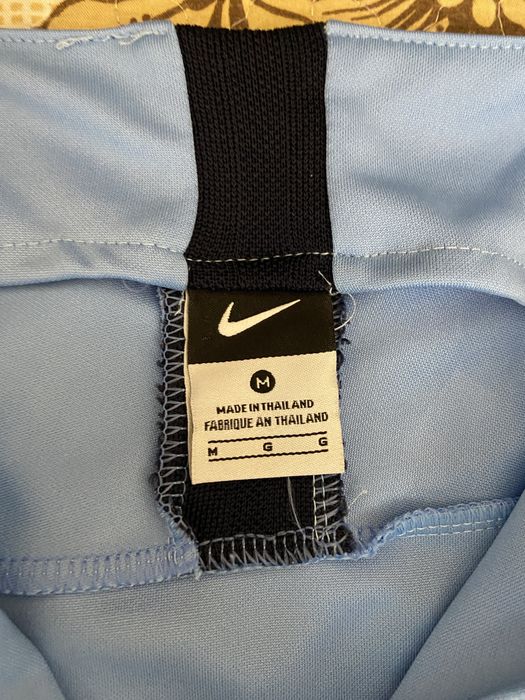 M
MADE IN THAILAND
FABRIQUE AN THAILAND
M G G